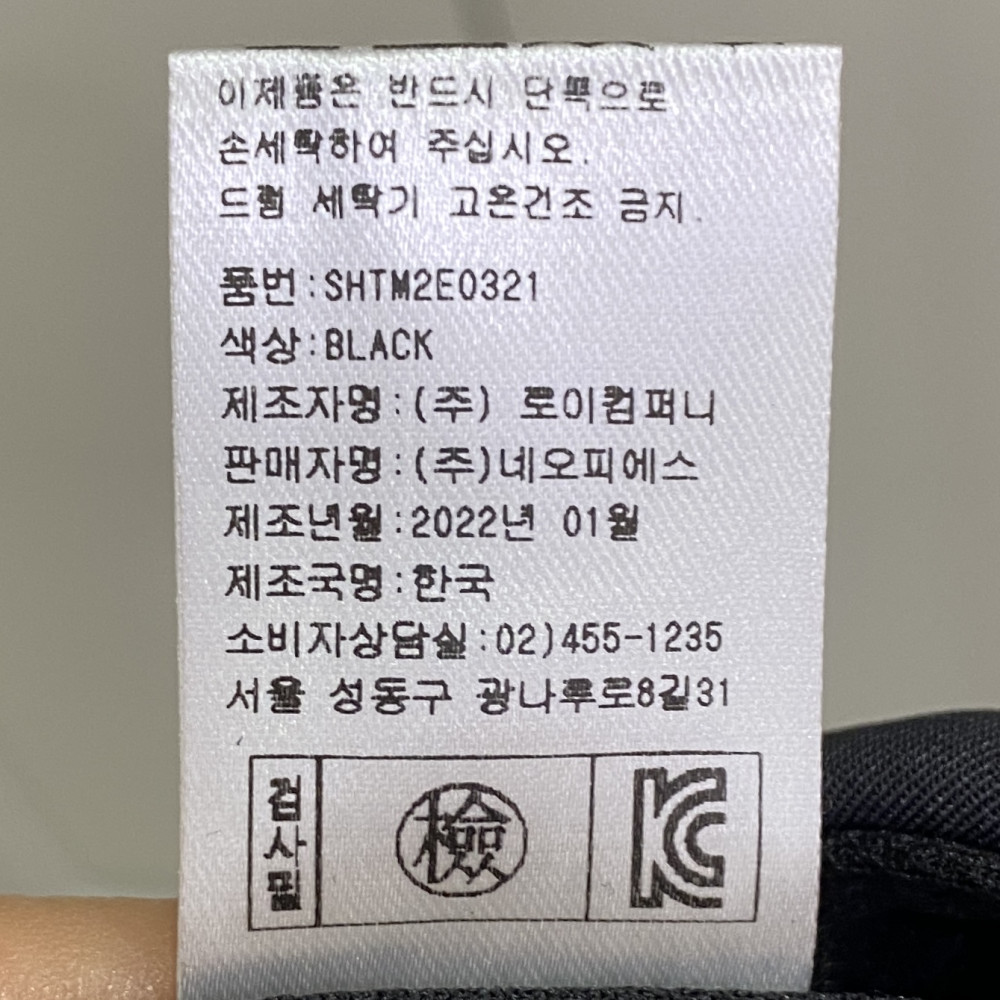 이제품은 반드시 단독으로
손세탁하여 주십시오.
드럼 세탁기 고온건조 금지.
품번:SHTM2E0321
색상:BLACK
제조자명:(주) 로이컴퍼니
판매자명:(주)네오피에스
제조년월:2022년 01월
제조국명:한국
소비자상담실:02)455-1235
서울 성동구 광나루로8길31
검사필
檢
KC